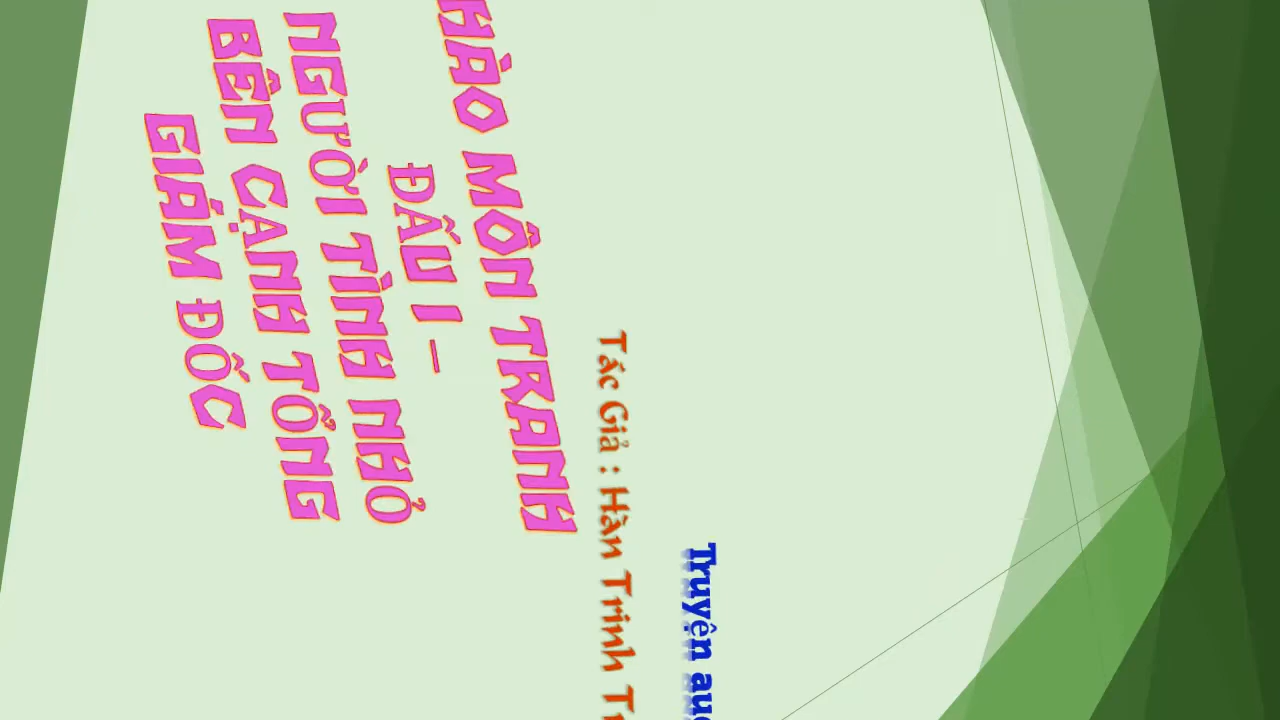 HÀO MÔN TRANH
ĐẤU I –
NGƯỜI TÌNH NHỎ
BÊN CẠNH TỔNG
GIÁM ĐỐC
Tác Giả : Hàn Trinh
Truyện